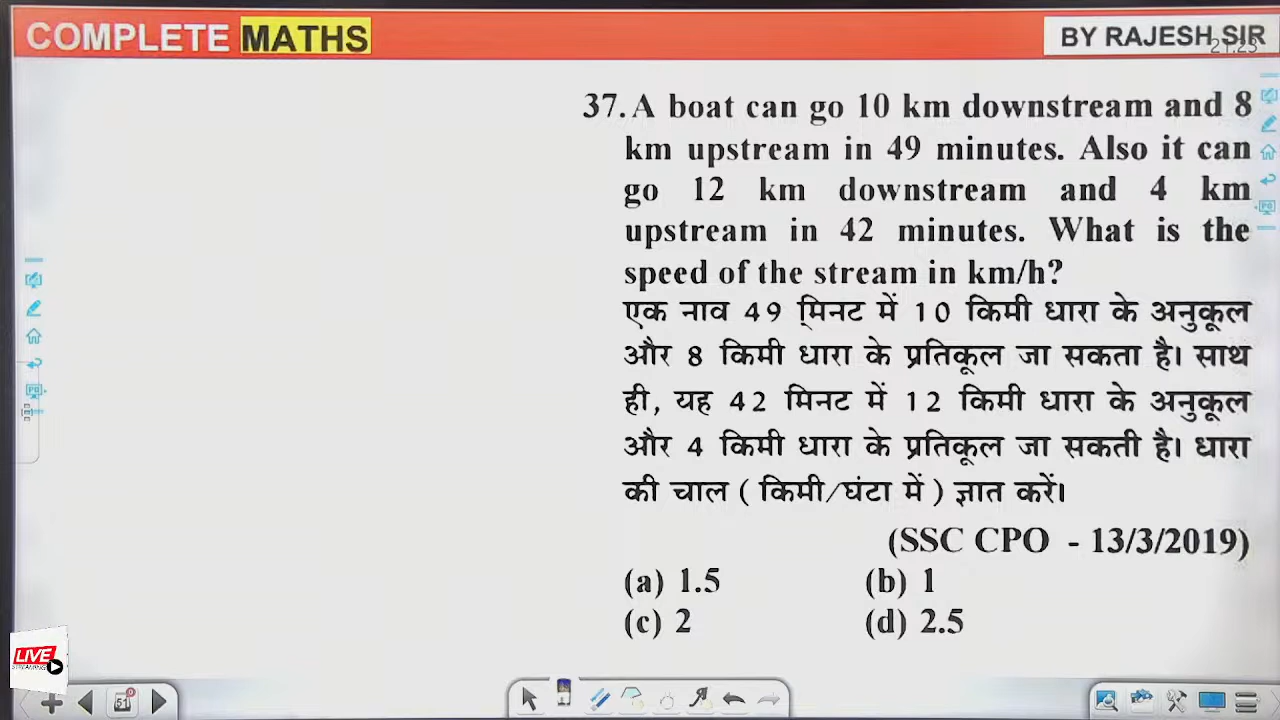 COMPLETE MATHS
BY RAJESH SIR
37. A boat can go 10 km downstream and 8
km upstream in 49 minutes. Also it can
go 12 km downstream and 4 km
upstream in 42 minutes. What is the
speed of the stream in km/h?
एक नाव 49 मिनट में 10 किमी धारा के अनुकूल
और 8 किमी धारा के प्रतिकूल जा सकता है। साथ
ही, यह 42 मिनट में 12 किमी धारा के अनुकूल
और 4 किमी धारा के प्रतिकूल जा सकती है। धारा
की चाल ( किमी/घंटा में ) ज्ञात करें।
(SSC CPO - 13/3/2019)
(a) 1.5 (b) 1
(c) 2 (d) 2.5
LIVE
STREAMING
51